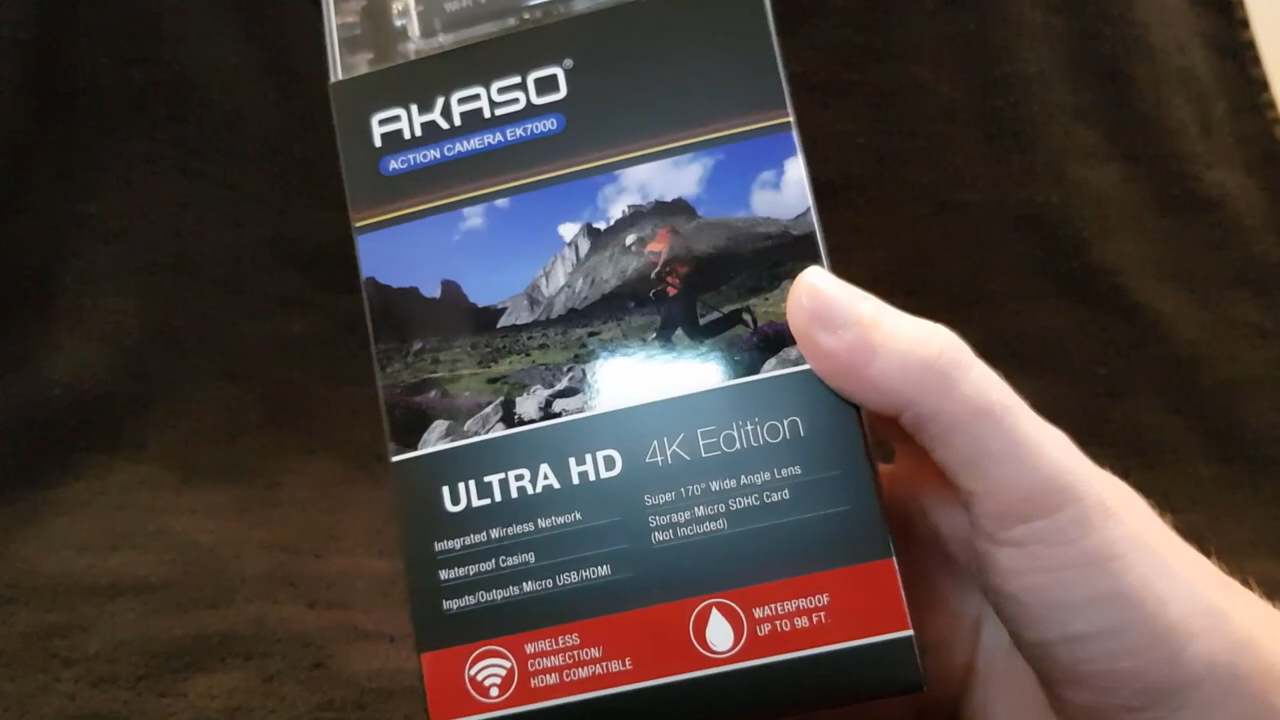 Wi-Fi
AKASO®
ACTION CAMERA EK7000
ULTRA HD 4K Edition
Integrated Wireless Network
Waterproof Casing
Inputs/Outputs:Micro USB/HDMI
Super 170° Wide Angle Lens
Storage:Micro SDHC Card
(Not Included)
WIRELESS
CONNECTION/
HDMI COMPATIBLE
WATERPROOF
UP TO 98 FT.